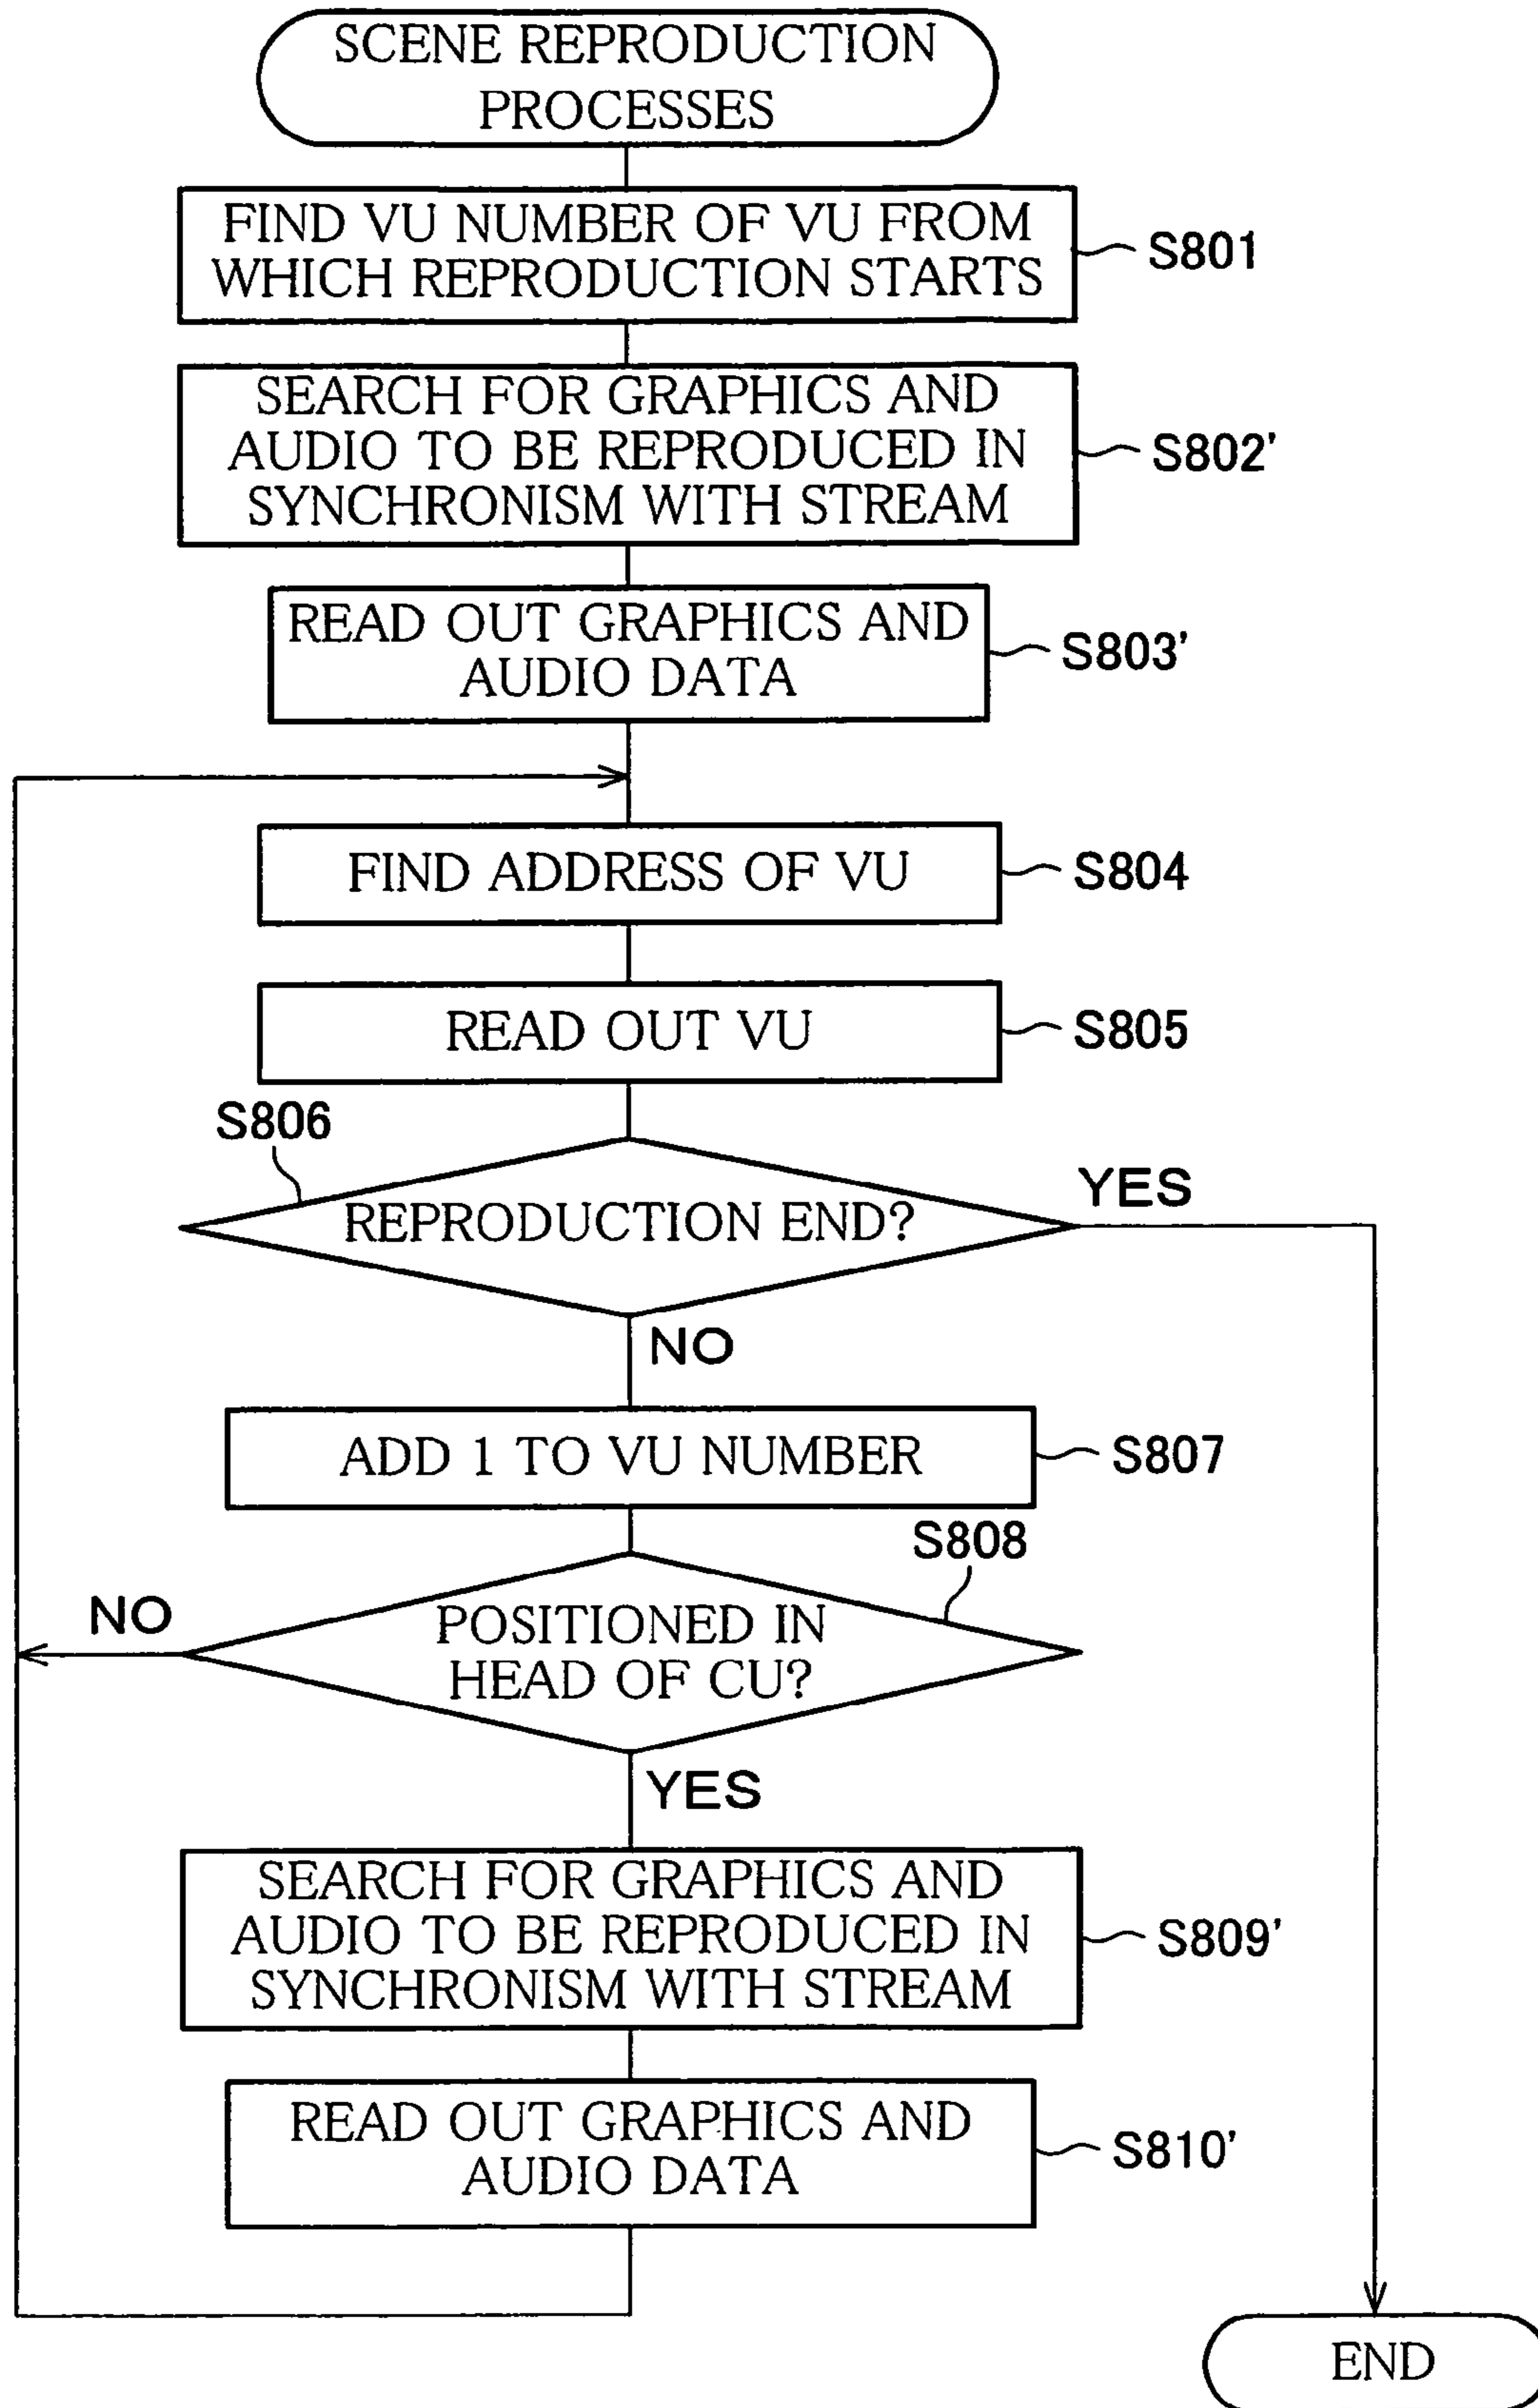 SCENE REPRODUCTION
PROCESSES
FIND VU NUMBER OF VU FROM
WHICH REPRODUCTION STARTS
S801
SEARCH FOR GRAPHICS AND
AUDIO TO BE REPRODUCED IN
SYNCHRONISM WITH STREAM
S802'
READ OUT GRAPHICS AND
AUDIO DATA
S803'
FIND ADDRESS OF VU
S804
READ OUT VU
S805
S806
REPRODUCTION END?
YES
NO
ADD 1 TO VU NUMBER
S807
S808
POSITIONED IN
HEAD OF CU?
NO
YES
SEARCH FOR GRAPHICS AND
AUDIO TO BE REPRODUCED IN
SYNCHRONISM WITH STREAM
S809'
READ OUT GRAPHICS AND
AUDIO DATA
S810'
END